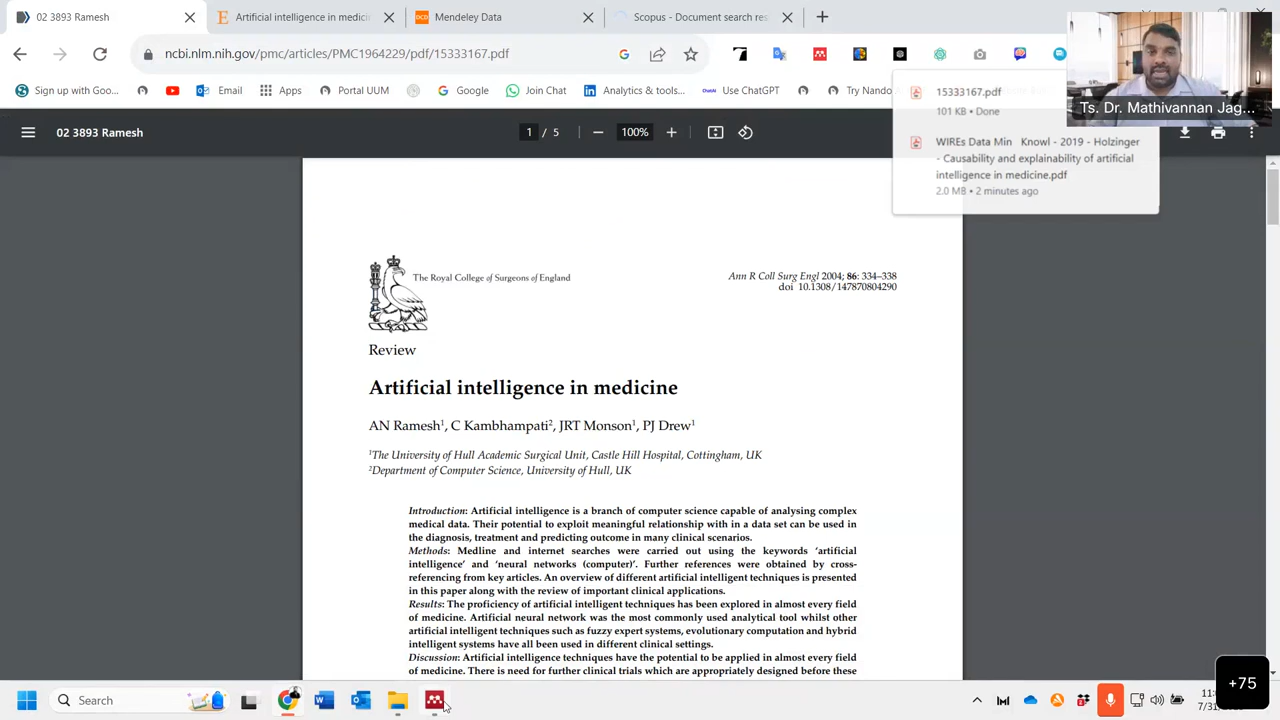 02 3893 Ramesh
Artificial intelligence in medicin
Mendeley Data
Scopus - Document search res
ncbi.nlm.nih.gov/pmc/articles/PMC1964229/pdf/15333167.pdf
Sign up with Goo...
Email
Apps
Portal DUM
Google
Join Chat
Analytics & tools...
ChatAI
Use ChatGPT
Try Nando
15333167.pdf
101 KB • Done
WIREs Data Min Knowl - 2019 - Holzinger
- Causability and explainability of artificial
intelligence in medicine.pdf
2.0 MB • 2 minutes ago
Ts. Dr. Mathivannan Jag...
02 3893 Ramesh
1 / 5
100%
The Royal College of Surgeons of England
Ann R Coll Surg Engl 2004; 86: 334–338
doi 10.1308/147870804290
Review
Artificial intelligence in medicine
AN Ramesh1, C Kambhampati2, JRT Monson1, PJ Drew1
1The University of Hull Academic Surgical Unit, Castle Hill Hospital, Cottingham, UK
2Department of Computer Science, University of Hull, UK
Introduction: Artificial intelligence is a branch of computer science capable of analysing complex
medical data. Their potential to exploit meaningful relationship with in a data set can be used in
the diagnosis, treatment and predicting outcome in many clinical scenarios.
Methods: Medline and internet searches were carried out using the keywords 'artificial
intelligence' and 'neural networks (computer)'. Further references were obtained by cross-
referencing from key articles. An overview of different artificial intelligent techniques is presented
in this paper along with the review of important clinical applications.
Results: The proficiency of artificial intelligent techniques has been explored in almost every field
of medicine. Artificial neural network was the most commonly used analytical tool whilst other
artificial intelligent techniques such as fuzzy expert systems, evolutionary computation and hybrid
intelligent systems have all been used in different clinical settings.
Discussion: Artificial intelligence techniques have the potential to be applied in almost every field
of medicine. There is need for further clinical trials which are appropriately designed before these
+75
Search
11:
7/31/